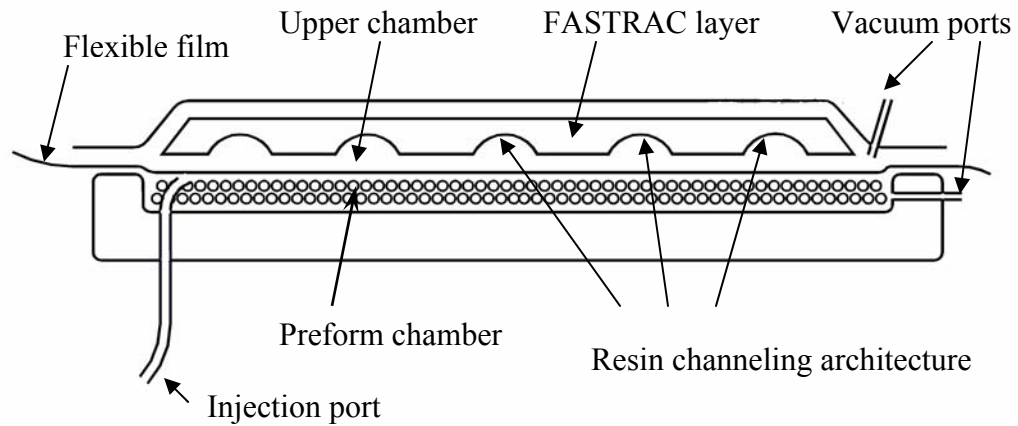 Upper chamber
FASTRAC layer
Vacuum ports
Flexible film
Preform chamber
Resin channeling architecture
Injection port